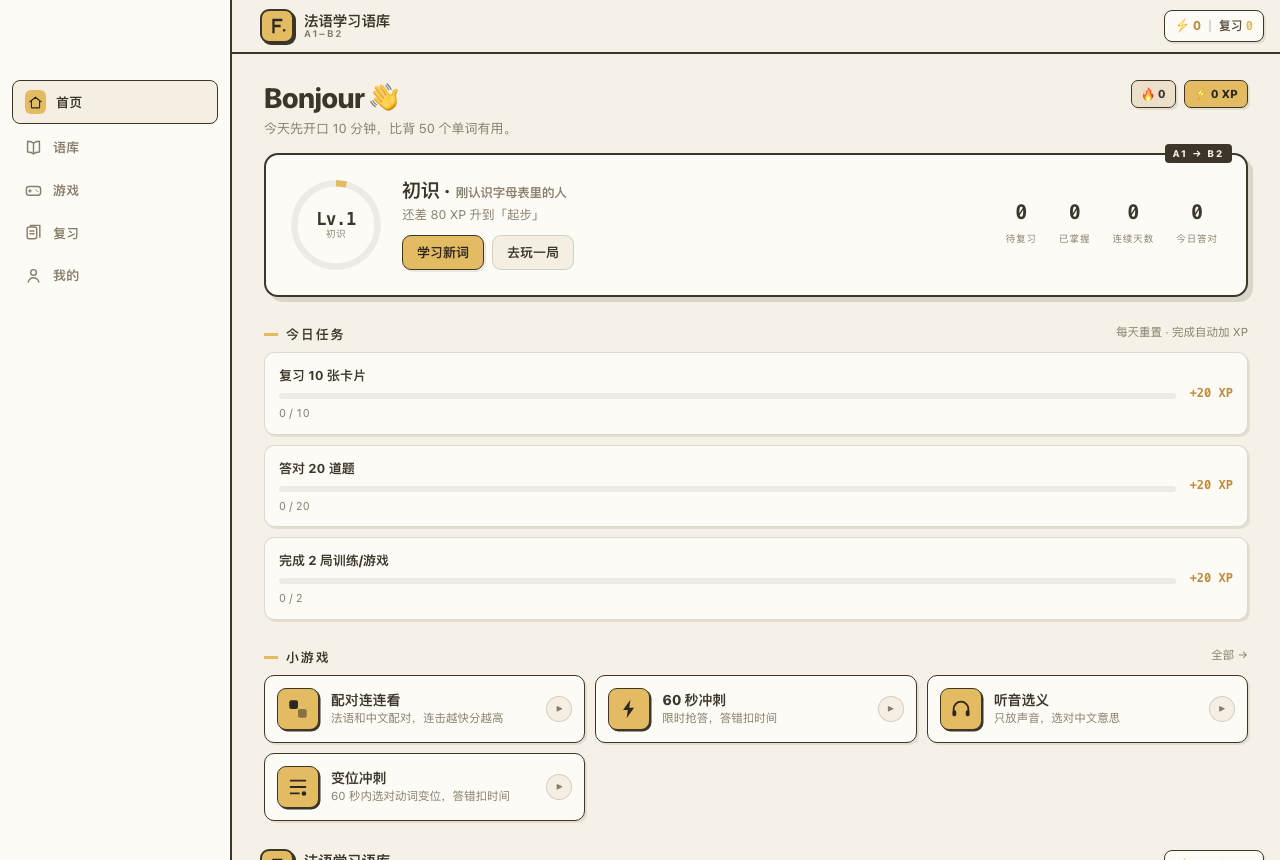 首页
语库
游戏
复习
我的
F.
法语学习语库
A1–B2
⚡ 0 | 复习 0
Bonjour 👋
今天先开口 10 分钟，比背 50 个单词有用。
🔥 0
⚡ 0 XP
A1 → B2
Lv.1
初识
初识 · 刚认识字母表里的人
还差 80 XP 升到「起步」
学习新词
去玩一局
0
待复习
0
已掌握
0
连续天数
0
今日答对
今日任务
每天重置 · 完成自动加 XP
复习 10 张卡片
0 / 10
+20 XP
答对 20 道题
0 / 20
+20 XP
完成 2 局训练/游戏
0 / 2
+20 XP
小游戏
全部 →
配对连连看
法语和中文配对，连击越快分越高
60 秒冲刺
限时抢答，答错扣时间
听音选义
只放声音，选对中文意思
变位冲刺
60 秒内选对动词变位，答错扣时间
法语学习语库